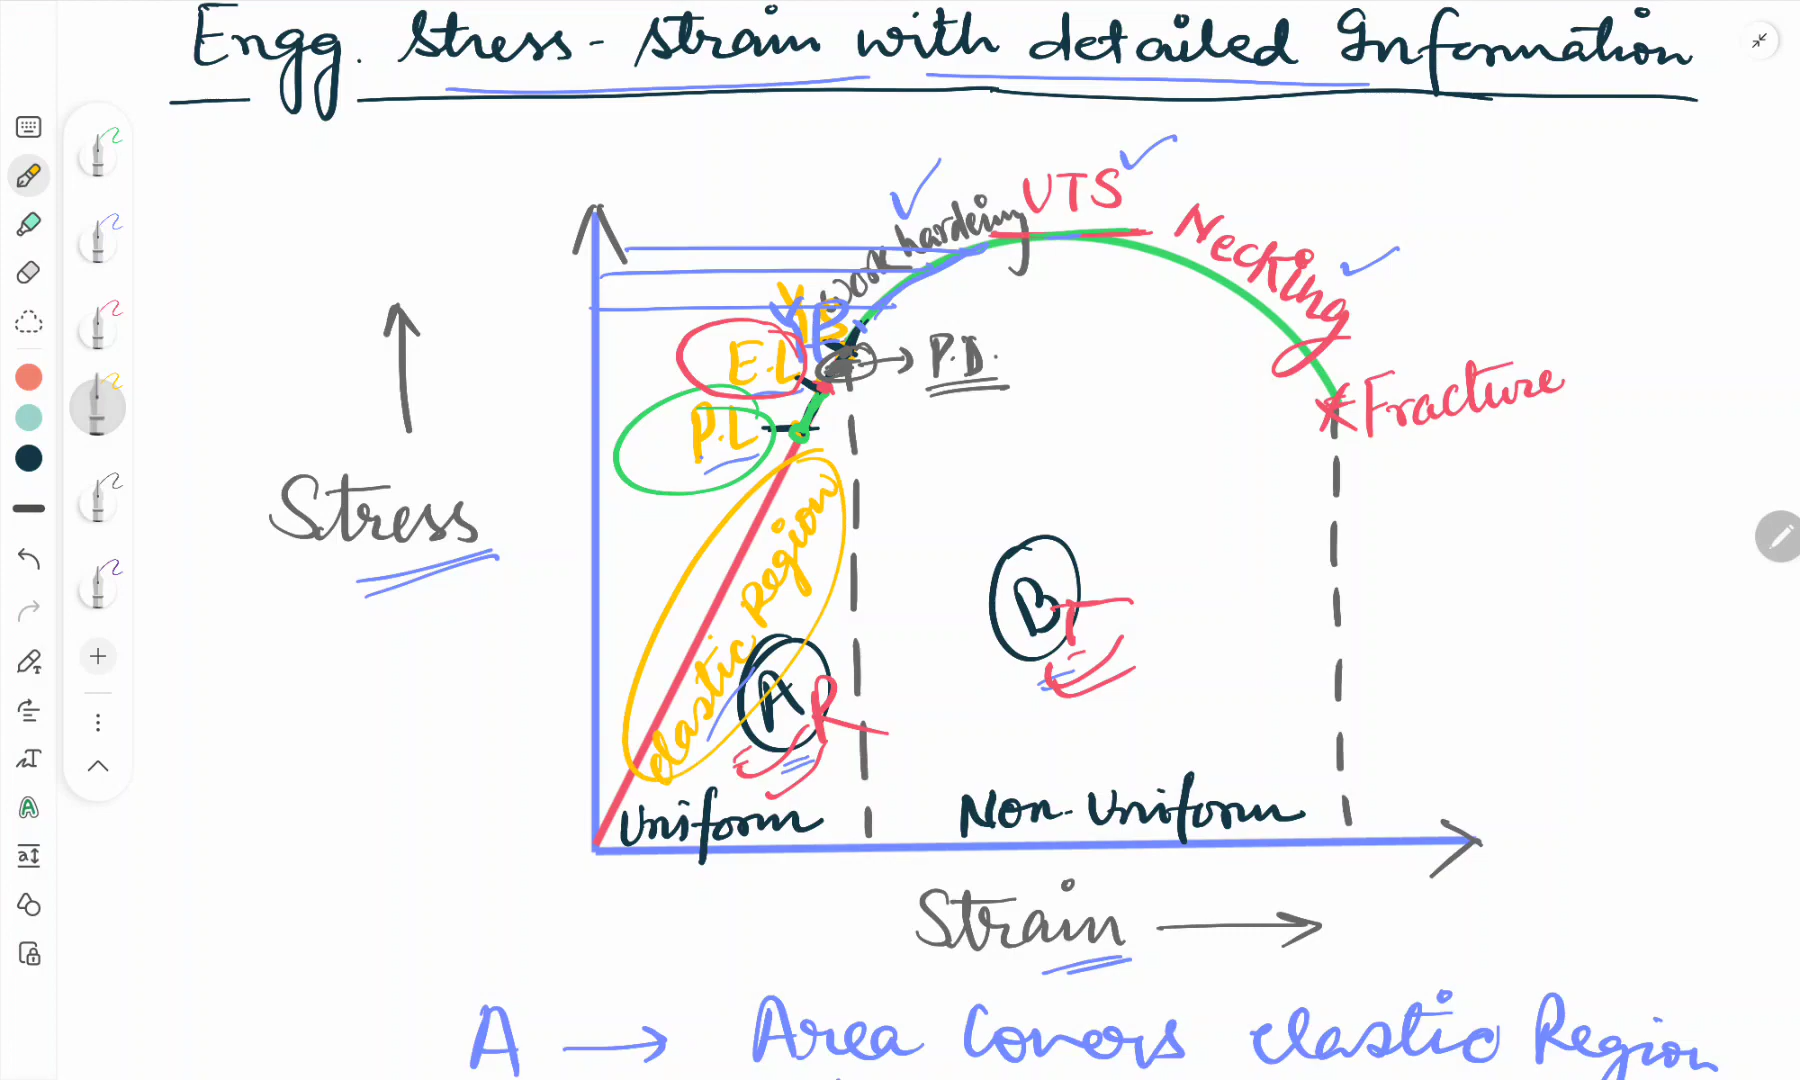 Engg. Stress - Strain with detailed Information
UTS
Necking
Work hardeing
E.L
P.D.
P.L
Fracture
Stress
Elastic Region
B
T
A
R
Uniform
Non-Uniform
Strain
A → Area Covers Elastic Region